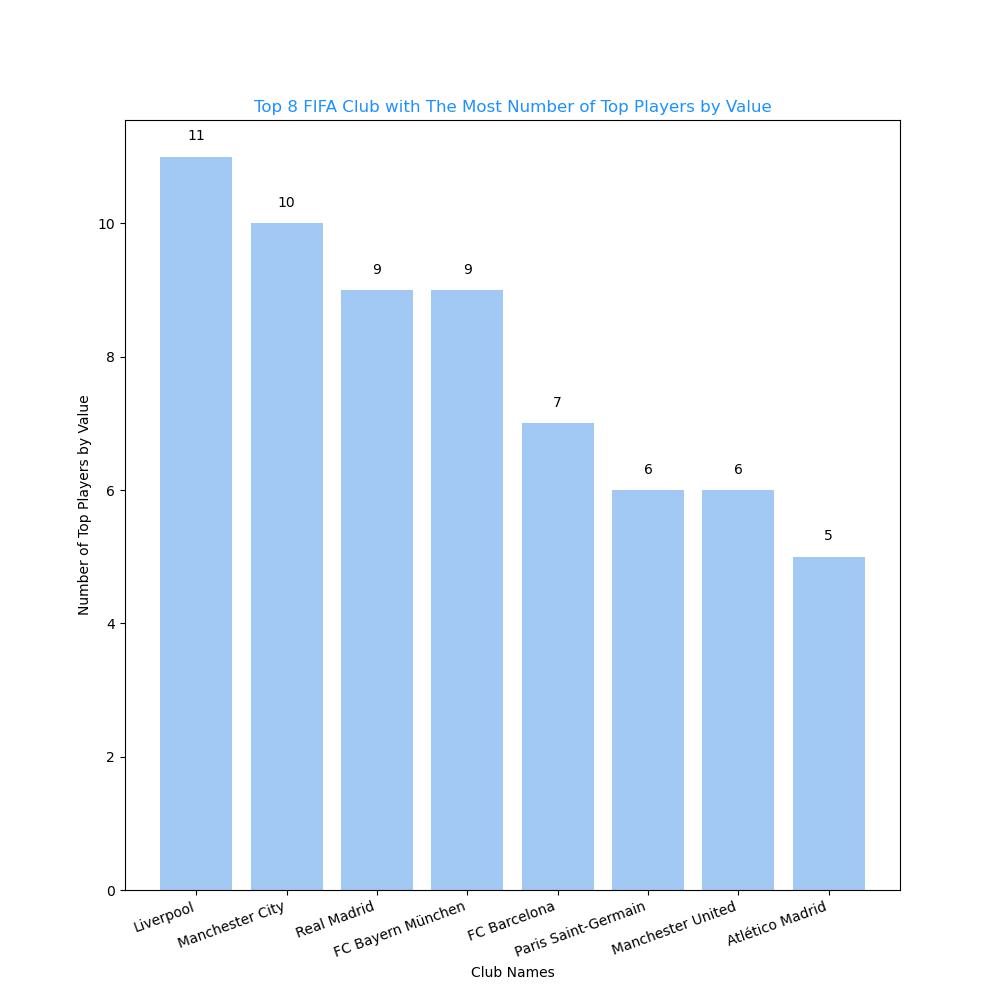 Top 8 FIFA Club with The Most Number of Top Players by Value
11
10
9
9
7
6
6
5
10
8
6
4
2
0
Number of Top Players by Value
Liverpool
Manchester City
Real Madrid
FC Bayern München
FC Barcelona
Paris Saint-Germain
Manchester United
Atlético Madrid
Club Names